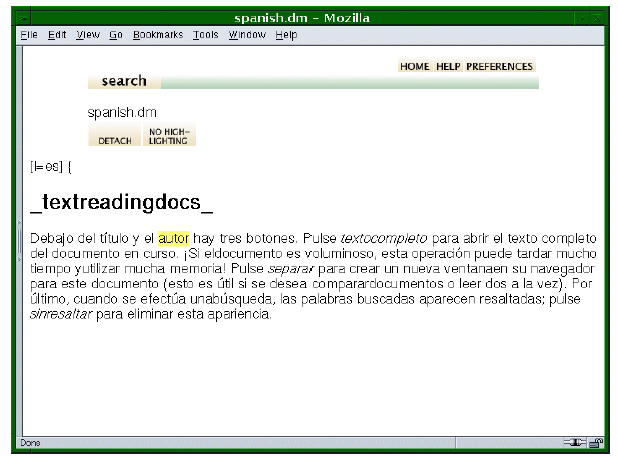 spanish.dm – Mozilla
File Edit View Go Bookmarks Tools Window Help
HOME HELP PREFERENCES
search
spanish.dm
DETACH NO HIGH–
LIGHTING
[l=es] {
_textreadingdocs_
Debajo del título y el autor hay tres botones. Pulse textocompleto para abrir el texto completo
del documento en curso. ¡Si eldocumento es voluminoso, esta operación puede tardar mucho
tiempo yutilizar mucha memoria! Pulse separar para crear un nueva ventanaen su navegador
para este documento (esto es útil si se desea comparardocumentos o leer dos a la vez). Por
último, cuando se efectúa unabúsqueda, las palabras buscadas aparecen resaltadas; pulse
sinresaltar para eliminar esta apariencia.
Done